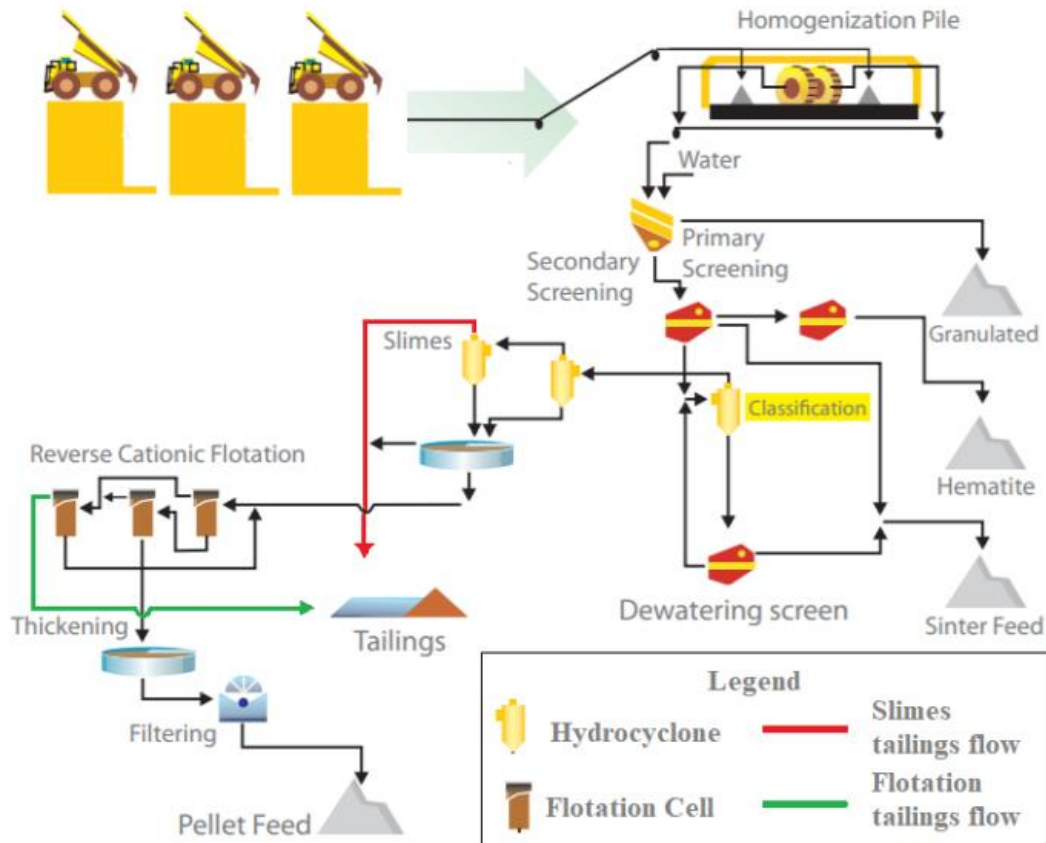 Homogenization Pile
Water
Primary
Screening
Secondary
Screening
Granulated
Slimes
Classification
Hematite
Reverse Cationic Flotation
Dewatering screen
Sinter Feed
Thickening
Tailings
Filtering
Pellet Feed
Legend
Hydrocyclone
Slimes
tailings flow
Flotation Cell
Flotation
tailings flow